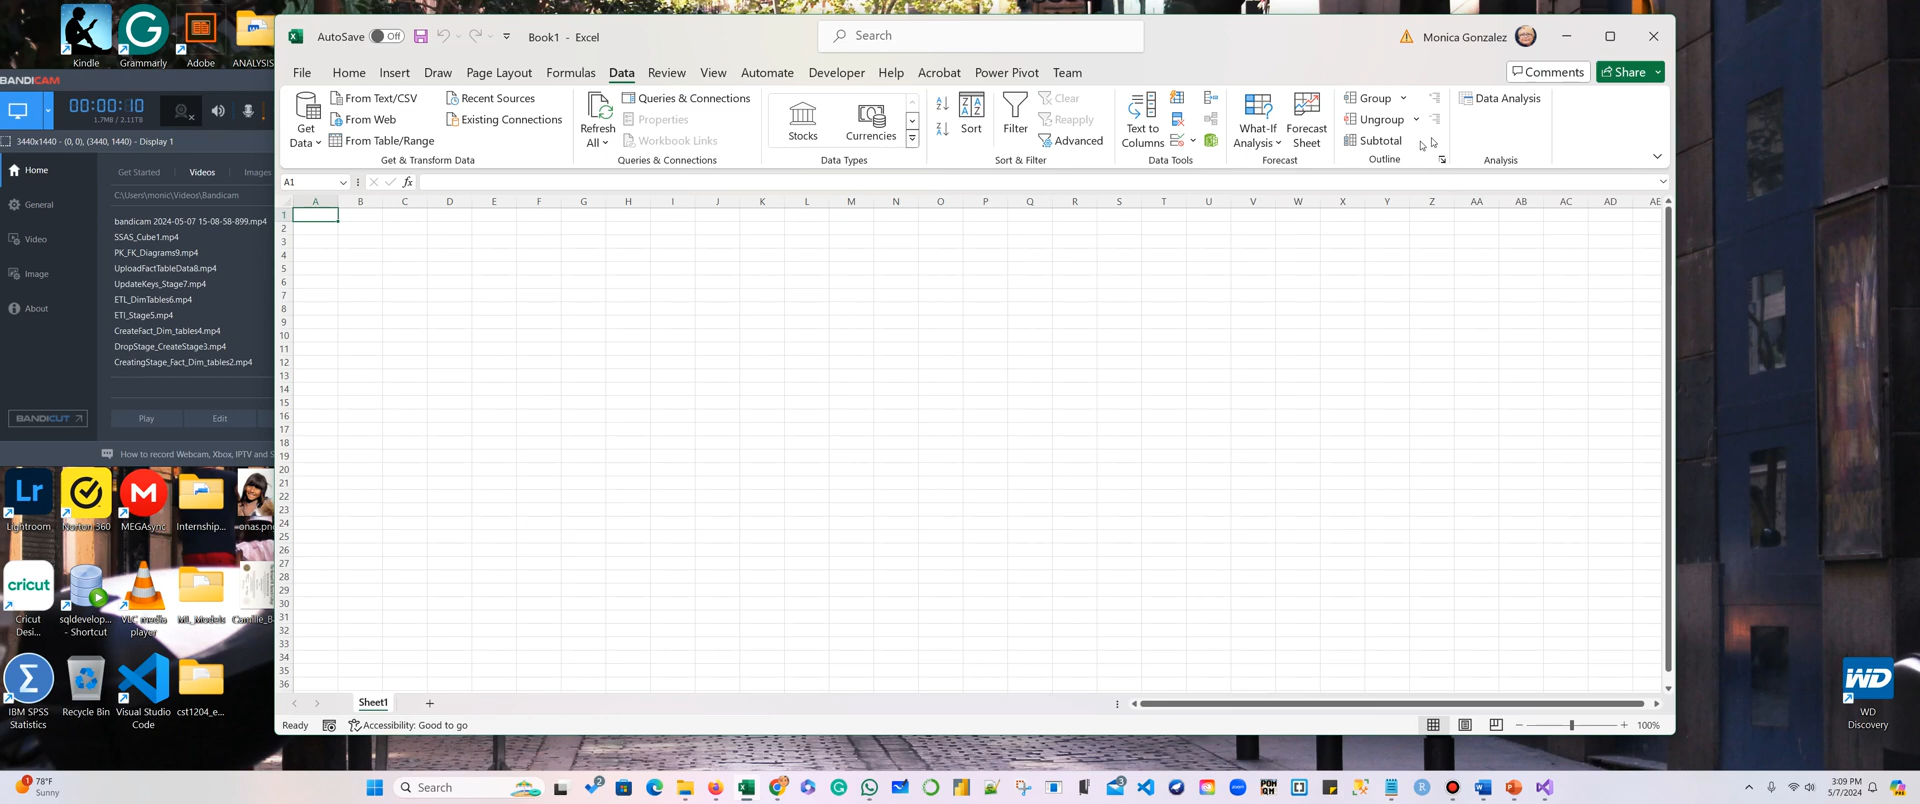 Kindle
Grammarly
Adobe
ANALYSIS
BANDICAM
00:00:10
1.7MB / 2.11TB
3440x1440 - (0, 0), (3440, 1440) - Display 1
Home
General
Video
Image
About
Get Started
Videos
Images
C:\Users\monic\Videos\Bandicam
bandicam 2024-05-07 15-08-58-899.mp4
SSAS_Cube1.mp4
PK_FK_Diagrams9.mp4
UploadFactTableData8.mp4
UpdateKeys_Stage7.mp4
ETL_DimTables6.mp4
ETl_Stage5.mp4
CreateFact_Dim_tables4.mp4
DropStage_CreateStage3.mp4
CreatingStage_Fact_Dim_tables2.mp4
BANDICUT
Play
Edit
How to record Webcam, Xbox, IPTV and S
AutoSave Off
Book1 - Excel
Search
Monica Gonzalez
File Home Insert Draw Page Layout Formulas Data Review View Automate Developer Help Acrobat Power Pivot Team
Comments
Share
Get Data
From Text/CSV
From Web
From Table/Range
Recent Sources
Existing Connections
Get & Transform Data
Refresh All
Queries & Connections
Properties
Workbook Links
Queries & Connections
Stocks
Currencies
Data Types
Sort
Filter
Clear
Reapply
Advanced
Sort & Filter
Text to Columns
Data Tools
What-If Analysis
Forecast Sheet
Forecast
Group
Ungroup
Subtotal
Outline
Data Analysis
Analysis
A1
fx
A B C D E F G H I J K L M N O P Q R S T U V W X Y Z AA AB AC AD AE
1
2
3
4
5
6
7
8
9
10
11
12
13
14
15
16
17
18
19
20
21
22
23
24
25
26
27
28
29
30
31
32
33
34
35
36
Sheet1
Ready
Accessibility: Good to go
100%
Lr
Lightroom
Norton 360
MEGAsync
Internship...
onas.png
cricut
Cricut Desi...
sqldevelop... - Shortcut
VLC media player
ML_Models
Camille_B
IBM SPSS Statistics
Recycle Bin
Visual Studio Code
cst1204_e...
WD
WD Discovery
78°F
Sunny
Search
3:09 PM
5/7/2024